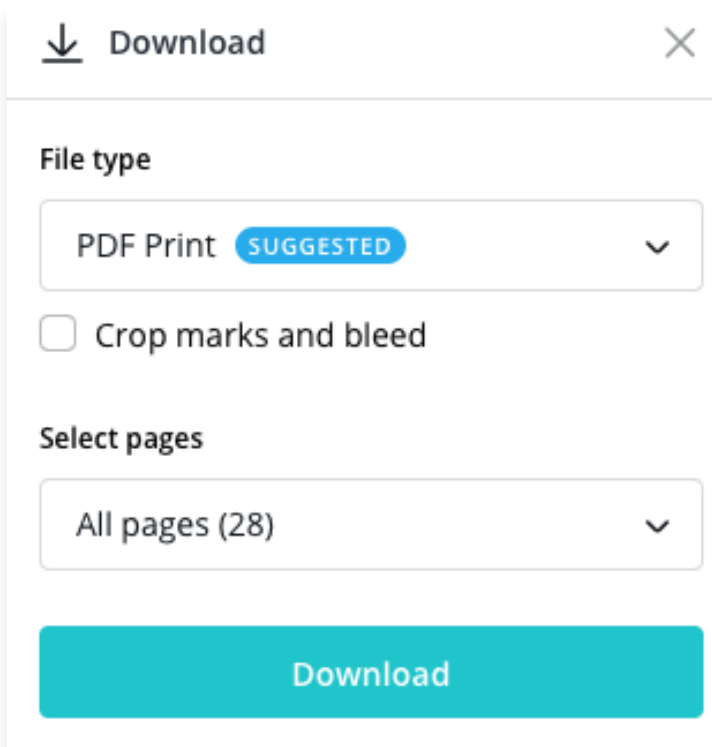 Download
File type
PDF Print SUGGESTED
Crop marks and bleed
Select pages
All pages (28)
Download